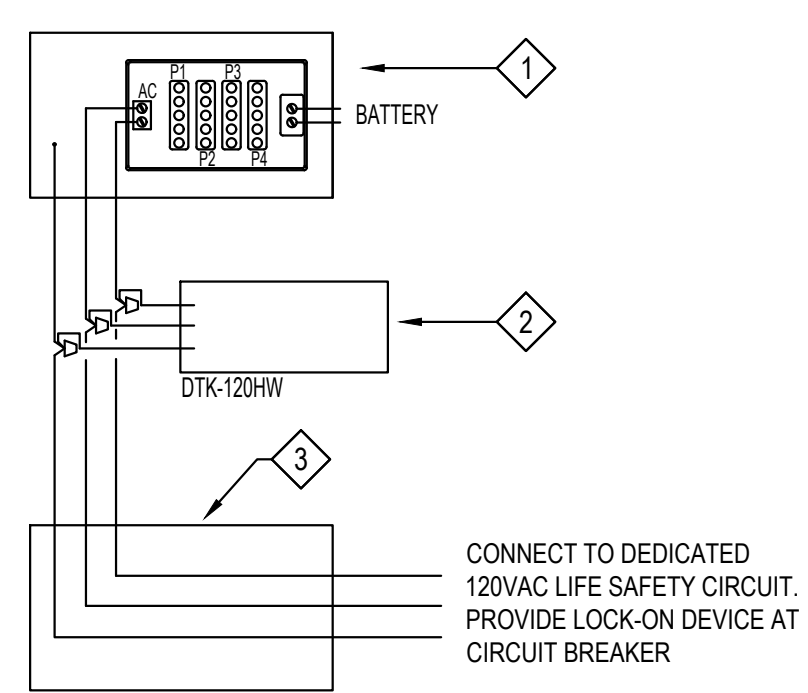 1
P1
P3
AC
BATTERY
P2
P4
2
DTK-120HW
3
CONNECT TO DEDICATED
120VAC LIFE SAFETY CIRCUIT.
PROVIDE LOCK-ON DEVICE AT
CIRCUIT BREAKER